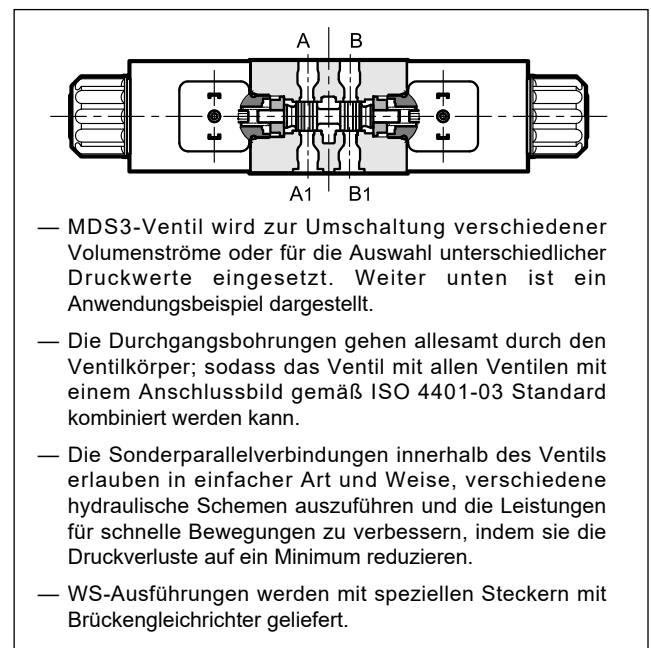 A B
A1 B1
— MDS3-Ventil wird zur Umschaltung verschiedener
Volumenströme oder für die Auswahl unterschiedlicher
Druckwerte eingesetzt. Weiter unten ist ein
Anwendungsbeispiel dargestellt.
— Die Durchgangsbohrungen gehen allesamt durch den
Ventilkörper; sodass das Ventil mit allen Ventilen mit
einem Anschlussbild gemäß ISO 4401-03 Standard
kombiniert werden kann.
— Die Sonderparallelverbindungen innerhalb des Ventils
erlauben in einfacher Art und Weise, verschiedene
hydraulische Schemen auszuführen und die Leistungen
für schnelle Bewegungen zu verbessern, indem sie die
Druckverluste auf ein Minimum reduzieren.
— WS-Ausführungen werden mit speziellen Steckern mit
Brückengleichrichter geliefert.